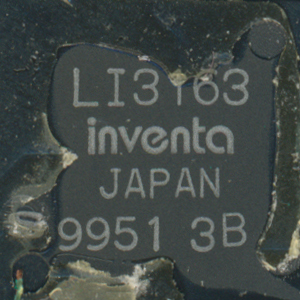 LI3163
inventa
JAPAN
9951 3B